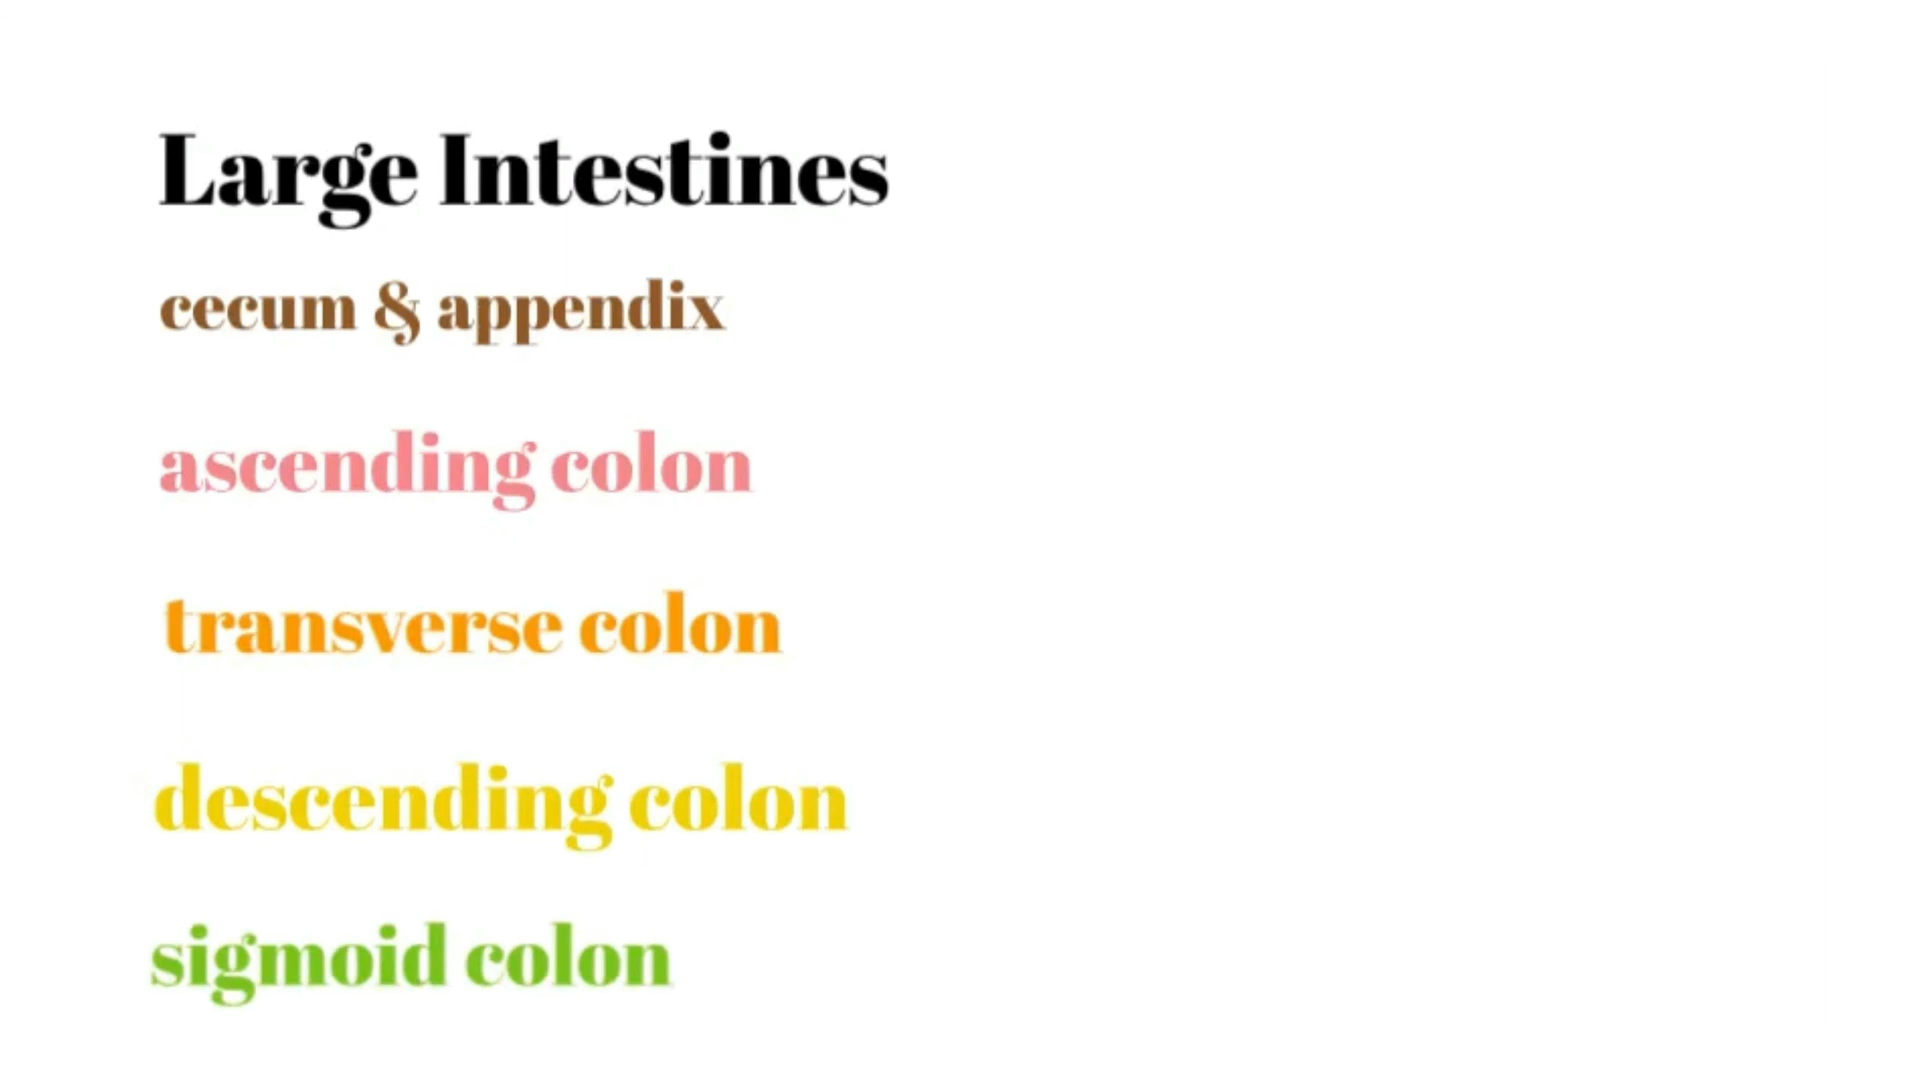 Large Intestines
cecum & appendix
ascending colon
transverse colon
descending colon
sigmoid colon